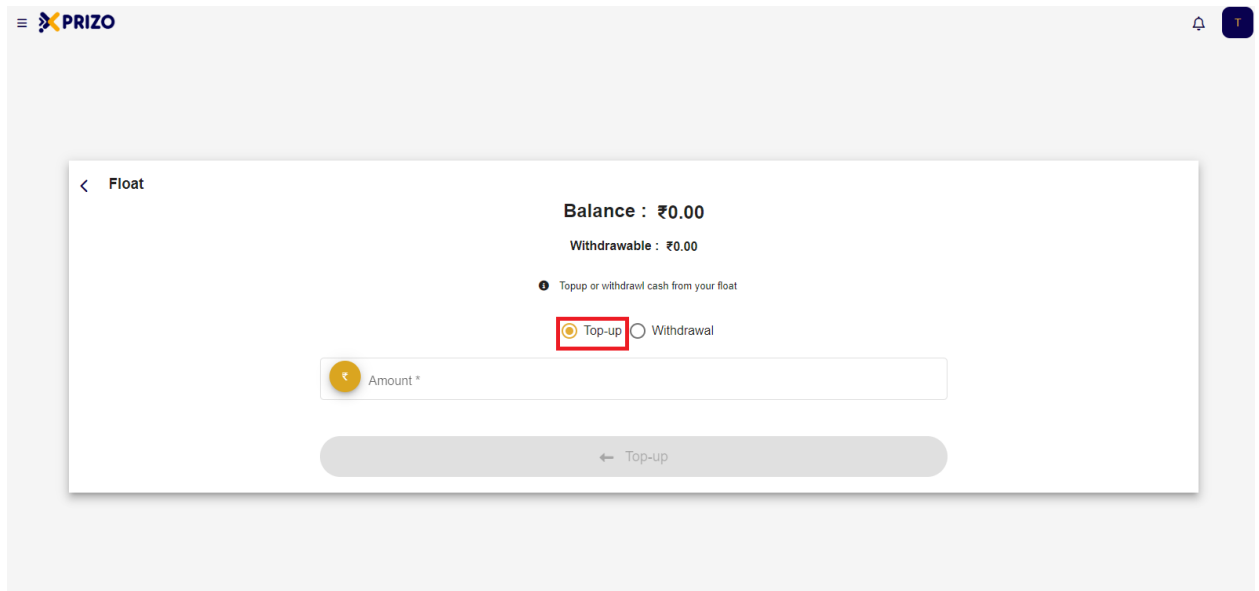 XPRIZO
T
Float
Balance : ₹0.00
Withdrawable : ₹0.00
Topup or withdrawl cash from your float
Top-up Withdrawal
₹ Amount *
Top-up